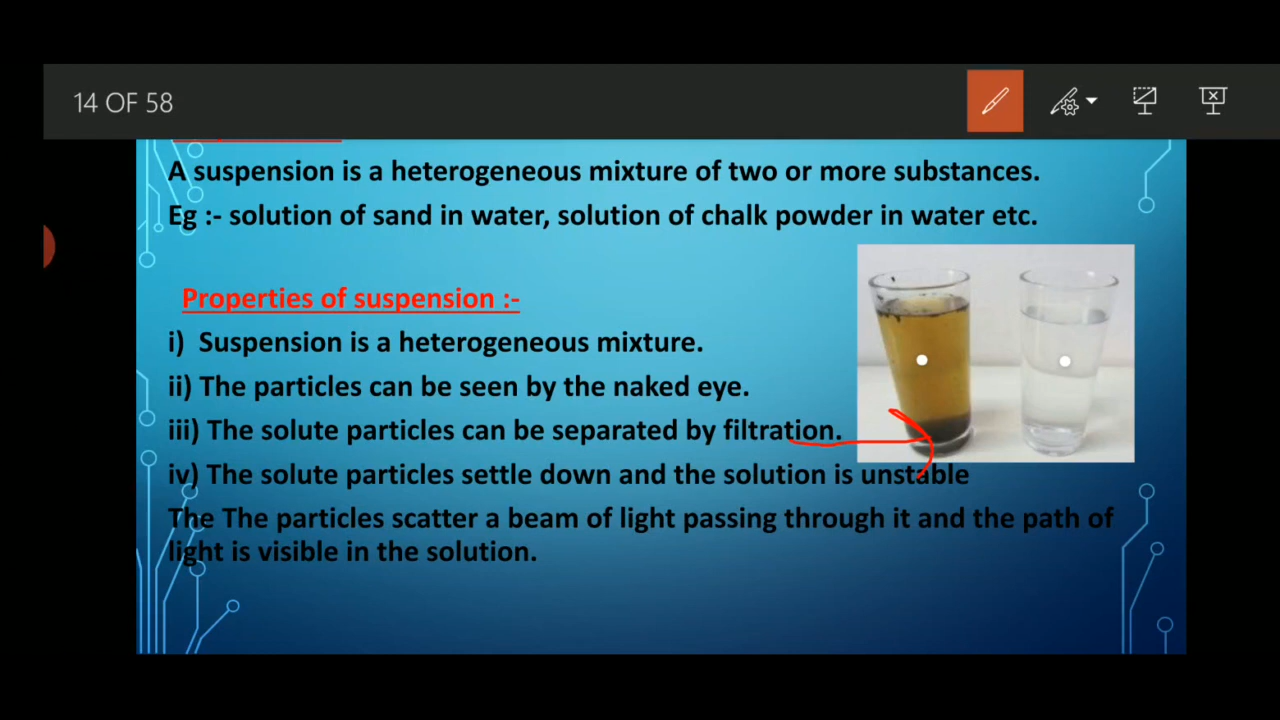 14 OF 58
A suspension is a heterogeneous mixture of two or more substances.
Eg :- solution of sand in water, solution of chalk powder in water etc.
Properties of suspension :-
i) Suspension is a heterogeneous mixture.
ii) The particles can be seen by the naked eye.
iii) The solute particles can be separated by filtration.
iv) The solute particles settle down and the solution is unstable
The The particles scatter a beam of light passing through it and the path of
light is visible in the solution.